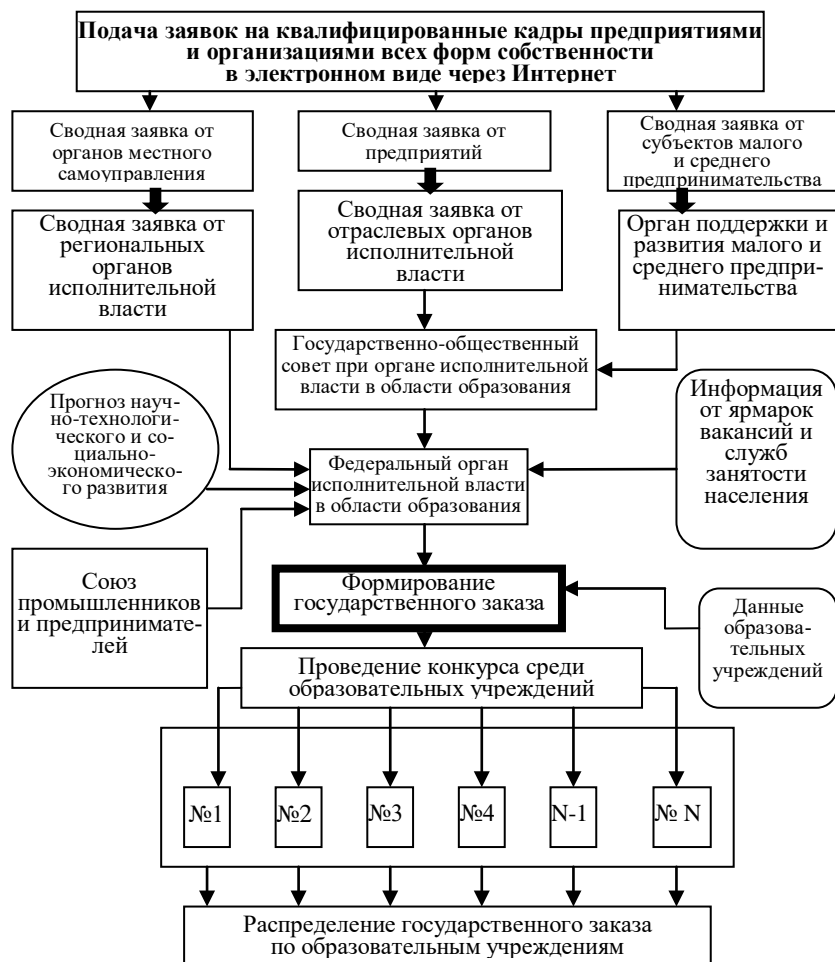 Подача заявок на квалифицированные кадры предприятиями
и организациями всех форм собственности
в электронном виде через Интернет
Сводная заявка от
органов местного
самоуправления
Сводная заявка от
предприятий
Сводная заявка от
субъектов малого
и среднего
предпринимательства
Сводная заявка от
региональных
органов
исполнительной
власти
Сводная заявка от
отраслевых органов
исполнительной
власти
Орган поддержки и
развития малого и
среднего предпри-
нимательства
Государственно-общественный
совет при органе исполнительной
власти в области образования
Прогноз науч-
но-технологи-
ческого и со-
циально-
экономическо-
го развития
Информация
от ярмарок
вакансий и
служб
занятости
населения
Федеральный орган
исполнительной власти
в области образования
Союз
промышленников
и предпринимате-
лей
Формирование
государственного заказа
Данные
образова-
тельных
учреждений
Проведение конкурса среди
образовательных учреждений
№1 №2 №3 №4 N-1 № N
Распределение государственного заказа
по образовательным учреждениям